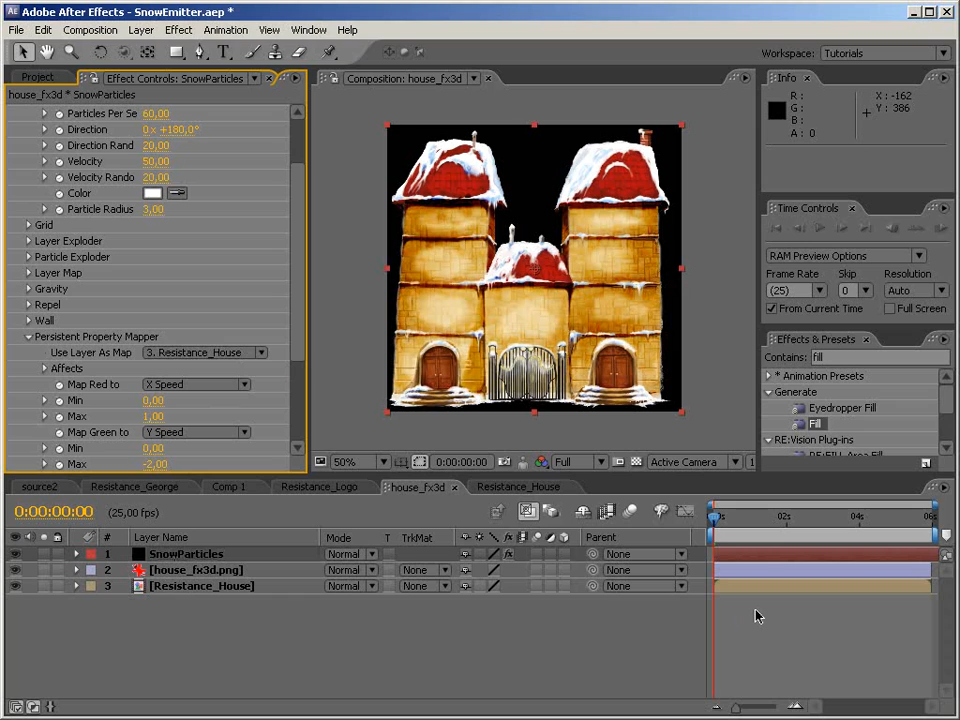 Adobe After Effects - SnowEmitter.aep *
File Edit Composition Layer Effect Animation View Window Help
Workspace: Tutorials
Project
Effect Controls: SnowParticles
house_fx3d * SnowParticles
Particles Per Se 60,00
Direction 0 x +180,0°
Direction Rand 20,00
Velocity 50,00
Velocity Rando 20,00
Color
Particle Radius 3,00
Grid
Layer Exploder
Particle Exploder
Layer Map
Gravity
Repel
Wall
Persistent Property Mapper
Use Layer As Map 3. Resistance_House
Affects
Map Red to X Speed
Min 0,00
Max 1,00
Map Green to Y Speed
Min 0,00
Max -2,00
Composition: house_fx3d
50% 0:00:00:00 Full Active Camera 1
Info
R: X: -162
G: Y: 386
B:
A: 0
Time Controls
RAM Preview Options
Frame Rate Skip Resolution
(25) 0 Auto
From Current Time Full Screen
Effects & Presets
Contains: fill
* Animation Presets
Generate
Eyedropper Fill
Fill
RE:Vision Plug-ins
source2 Resistance_George Comp 1 Resistance_Logo house_fx3d Resistance_House
0:00:00:00 (25,00 fps)
# Layer Name Mode T TrkMat Parent
02s 04s 06s
1 SnowParticles Normal None
2 [house_fx3d.png] Normal None None
3 [Resistance_House] Normal None None